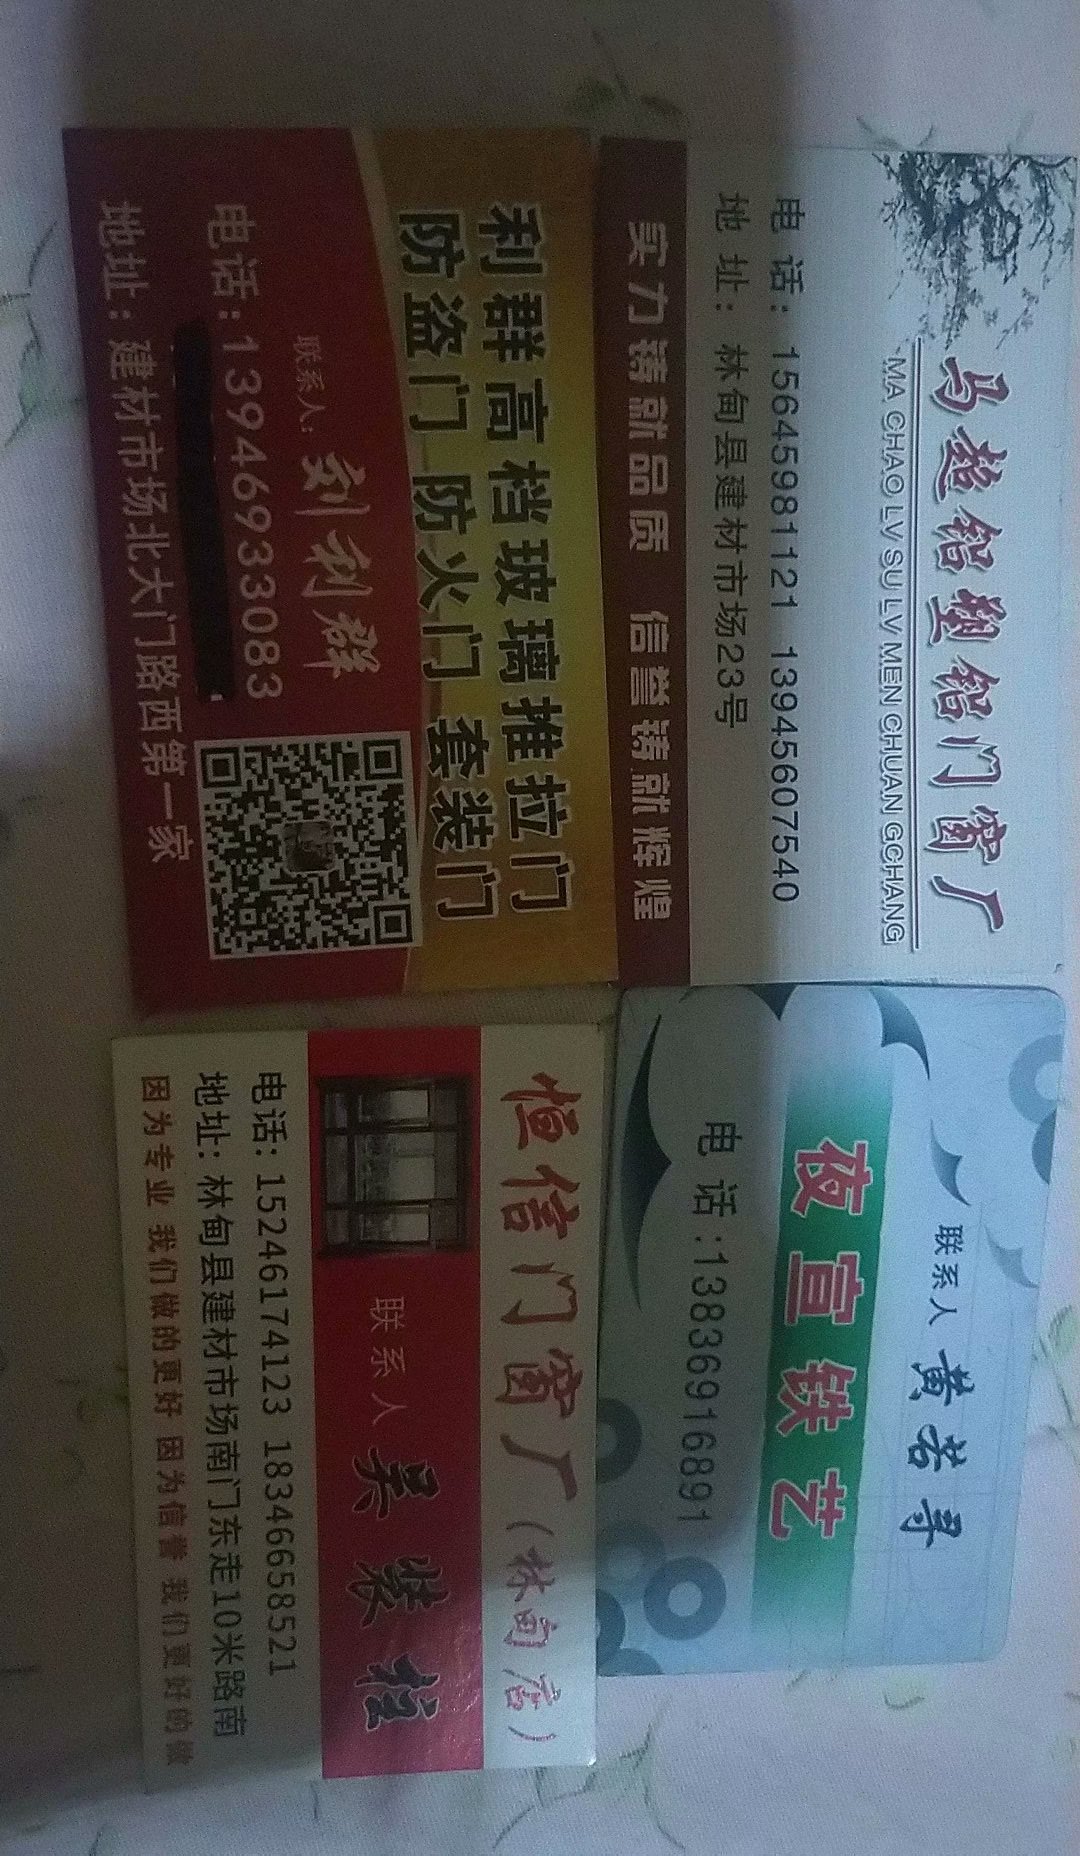 马超铝塑铝门窗厂
MA CHAO LV SU LV MEN CHUAN GCHANG
电 话: 15645981121 13945607540
地 址: 林甸县建材市场23号
实力铸就品质 信誉铸就辉煌
利群高档玻璃推拉门
防盗门 防火门 套装门
联系人: 刘利群
电话:13946933083
地址: 建材市场北大门路西第一家
联系人 黄若寻
夜宣铁艺
电 话:13836916891
恒信门窗厂(林甸店)
联系人 吴紫程
电话: 15246174123 18346658521
地址: 林甸县建材市场南门东走10米路南
因为专业 我们做的更好 因为信誉 我们更好的做